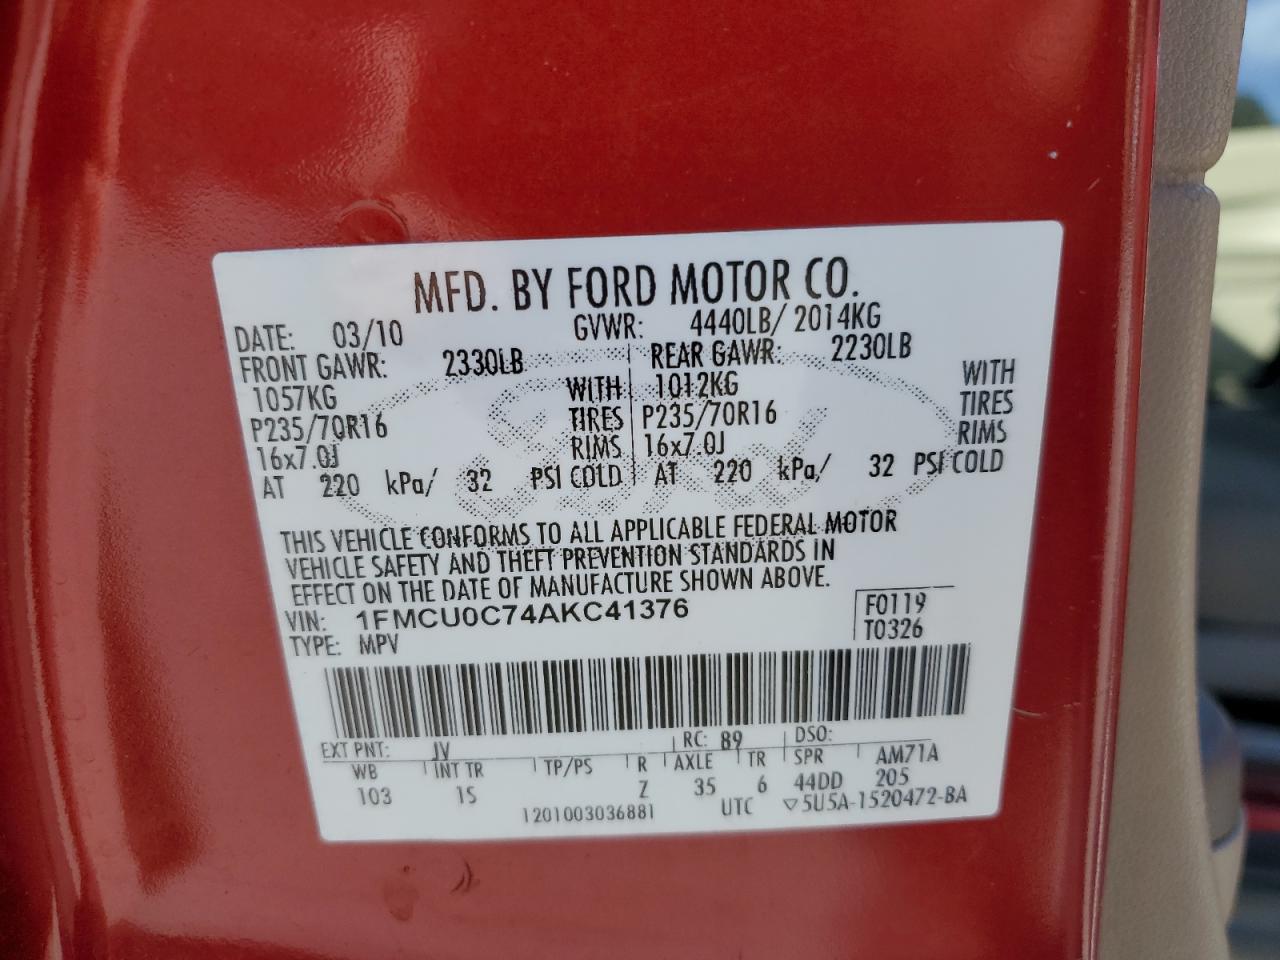 MFD. BY FORD MOTOR CO.
DATE: 03/10 GVWR: 4440LB/ 2014KG
FRONT GAWR: 2330LB REAR GAWR: 2230LB
1057KG WITH 1012KG WITH
P235/70R16 TIRES P235/70R16 TIRES
16x7.0J RIMS 16x7.0J RIMS
AT 220 kPa/ 32 PSI COLD AT 220 kPa/ 32 PSI COLD
Ford
THIS VEHICLE CONFORMS TO ALL APPLICABLE FEDERAL MOTOR
VEHICLE SAFETY AND THEFT PREVENTION STANDARDS IN
EFFECT ON THE DATE OF MANUFACTURE SHOWN ABOVE.
VIN: 1FMCU0C74AKC41376 F0119
TYPE: MPV T0326
EXT PNT: JV RC: 89 DSO:
WB INT TR TP/PS R AXLE TR SPR AM71A
103 1S Z 35 6 44DD 205
1201003036881 UTC ▽5U5A-1520472-BA